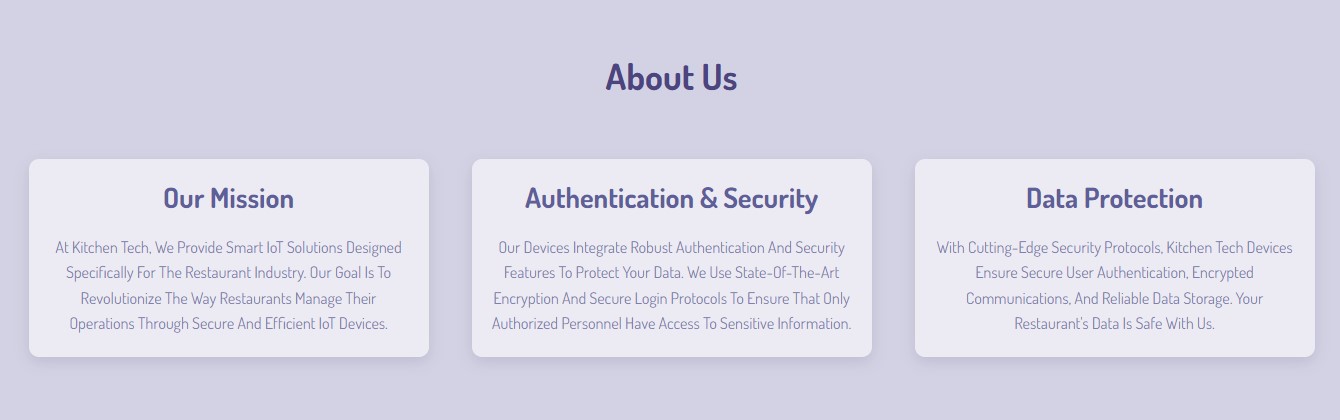 About Us
Our Mission
At Kitchen Tech, We Provide Smart IoT Solutions Designed
Specifically For The Restaurant Industry. Our Goal Is To
Revolutionize The Way Restaurants Manage Their
Operations Through Secure And Efficient IoT Devices.
Authentication & Security
Our Devices Integrate Robust Authentication And Security
Features To Protect Your Data. We Use State-Of-The-Art
Encryption And Secure Login Protocols To Ensure That Only
Authorized Personnel Have Access To Sensitive Information.
Data Protection
With Cutting-Edge Security Protocols, Kitchen Tech Devices
Ensure Secure User Authentication, Encrypted
Communications, And Reliable Data Storage. Your
Restaurant's Data Is Safe With Us.